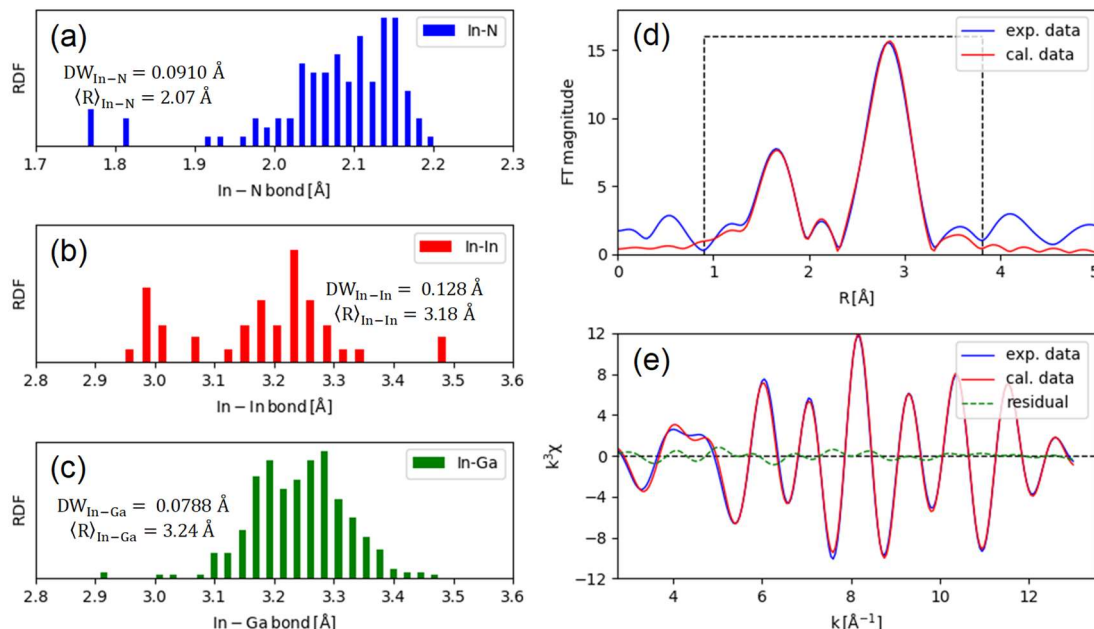 (a)
In-N
RDF
DW_In−N = 0.0910 Å
⟨R⟩_In−N = 2.07 Å
1.7 1.8 1.9 2.0 2.1 2.2 2.3
In − N bond [Å]
(b)
In-In
RDF
DW_In−In = 0.128 Å
⟨R⟩_In−In = 3.18 Å
2.8 2.9 3.0 3.1 3.2 3.3 3.4 3.5 3.6
In − In bond [Å]
(c)
In-Ga
RDF
DW_In−Ga = 0.0788 Å
⟨R⟩_In−Ga = 3.24 Å
2.8 2.9 3.0 3.1 3.2 3.3 3.4 3.5 3.6
In − Ga bond [Å]
(d)
exp. data
cal. data
FT magnitude
15
10
5
0
0 1 2 3 4 5
R [Å]
(e)
exp. data
cal. data
residual
k³χ
12
8
4
0
−4
−8
−12
4 6 8 10 12
k [Å⁻¹]